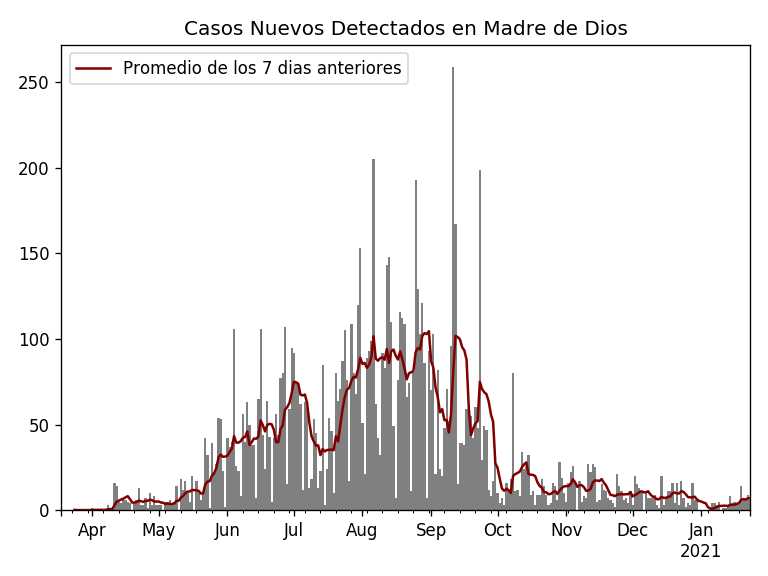 Casos Nuevos Detectados en Madre de Dios
Promedio de los 7 dias anteriores
250
200
150
100
50
0
Apr May Jun Jul Aug Sep Oct Nov Dec Jan
2021